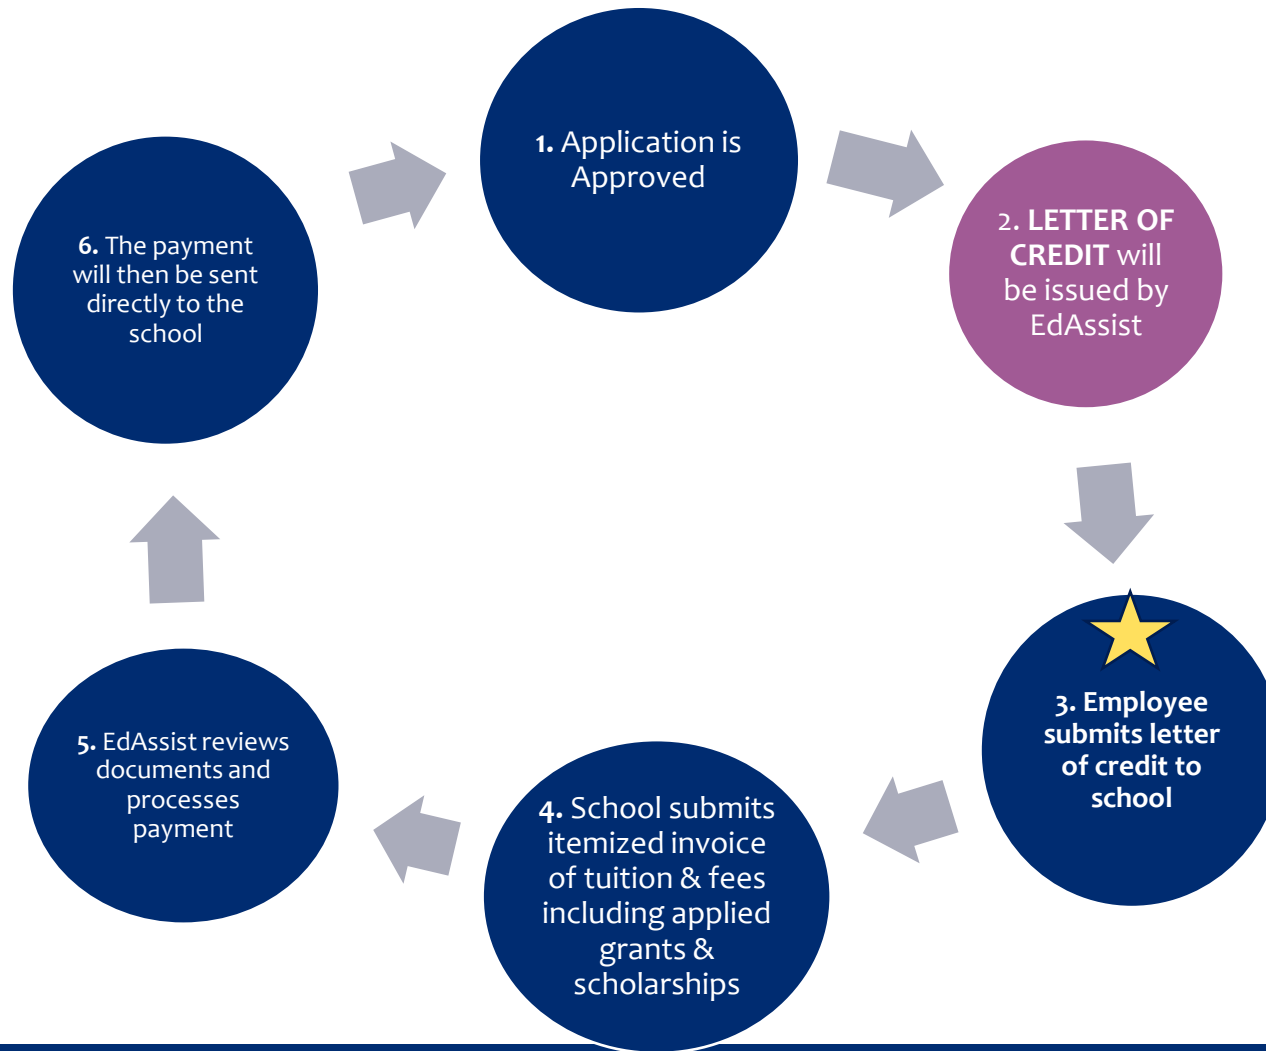 1. Application is
Approved
2. LETTER OF
CREDIT will
be issued by
EdAssist
3. Employee
submits letter
of credit to
school
4. School submits
itemized invoice
of tuition & fees
including applied
grants &
scholarships
5. EdAssist reviews
documents and
processes
payment
6. The payment
will then be sent
directly to the
school